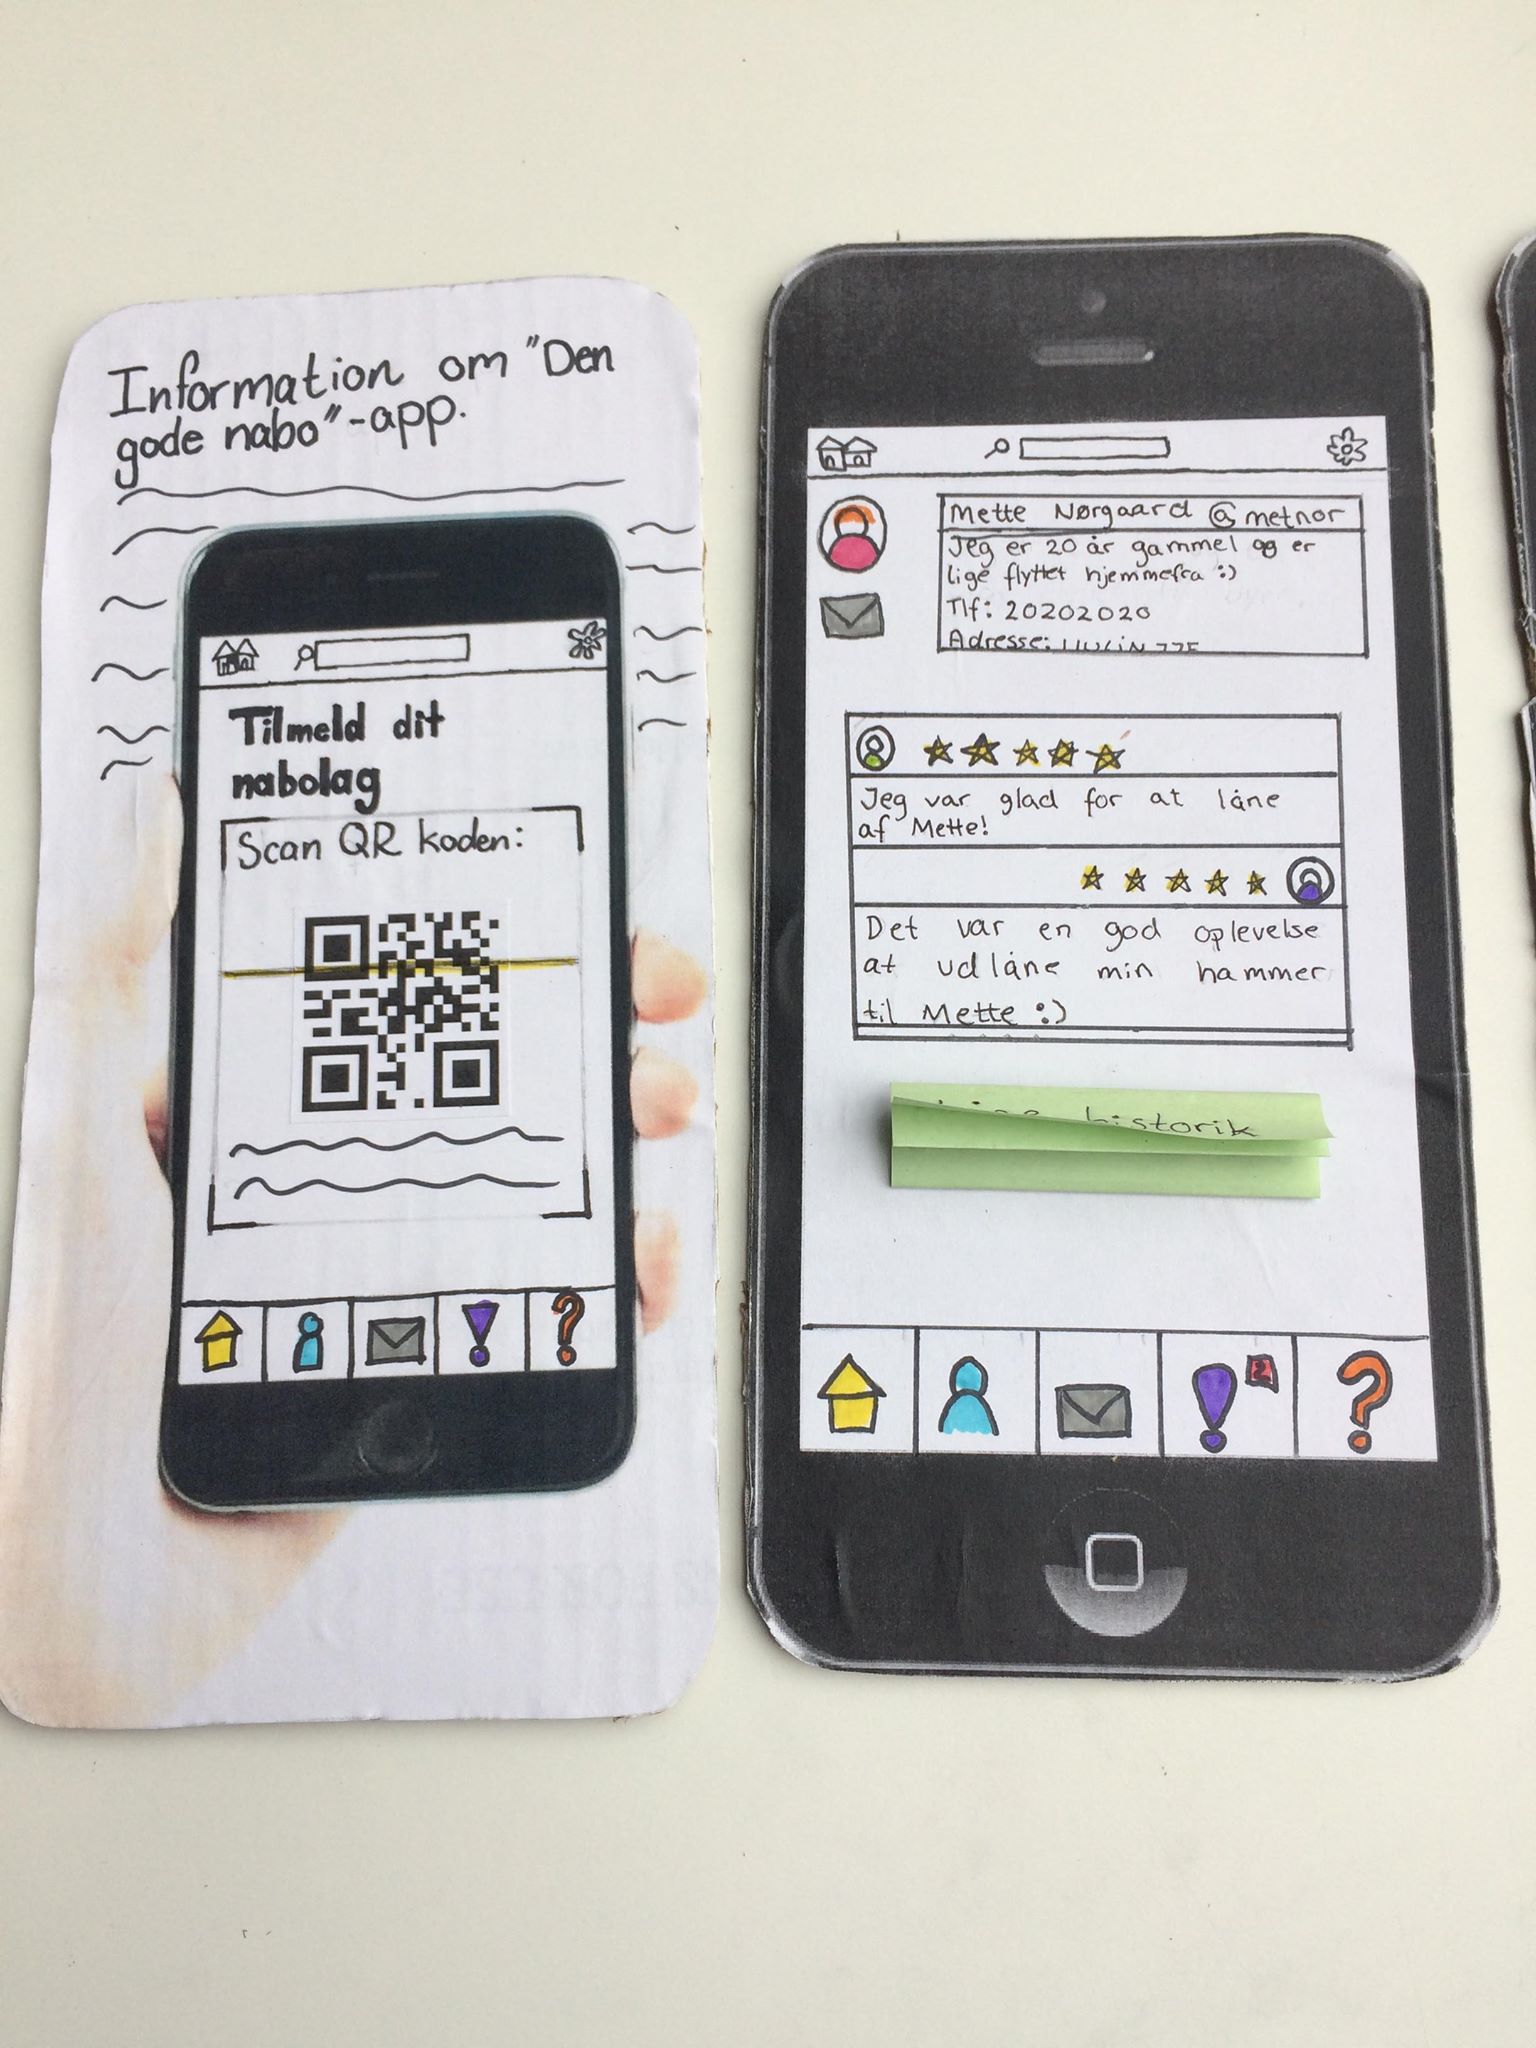 Information om "Den
gode nabo"-app.
Tilmeld dit
nabolag
Scan QR koden:
Mette Nørgaard @metnor
Jeg er 20 år gammel og er
lige flyttet hjemmefra :)
Tlf: 20202020
Adresse:
Jeg var glad for at låne
af Mette!
Det var en god oplevelse
at udlåne min hammer
til Mette :)
historik
2